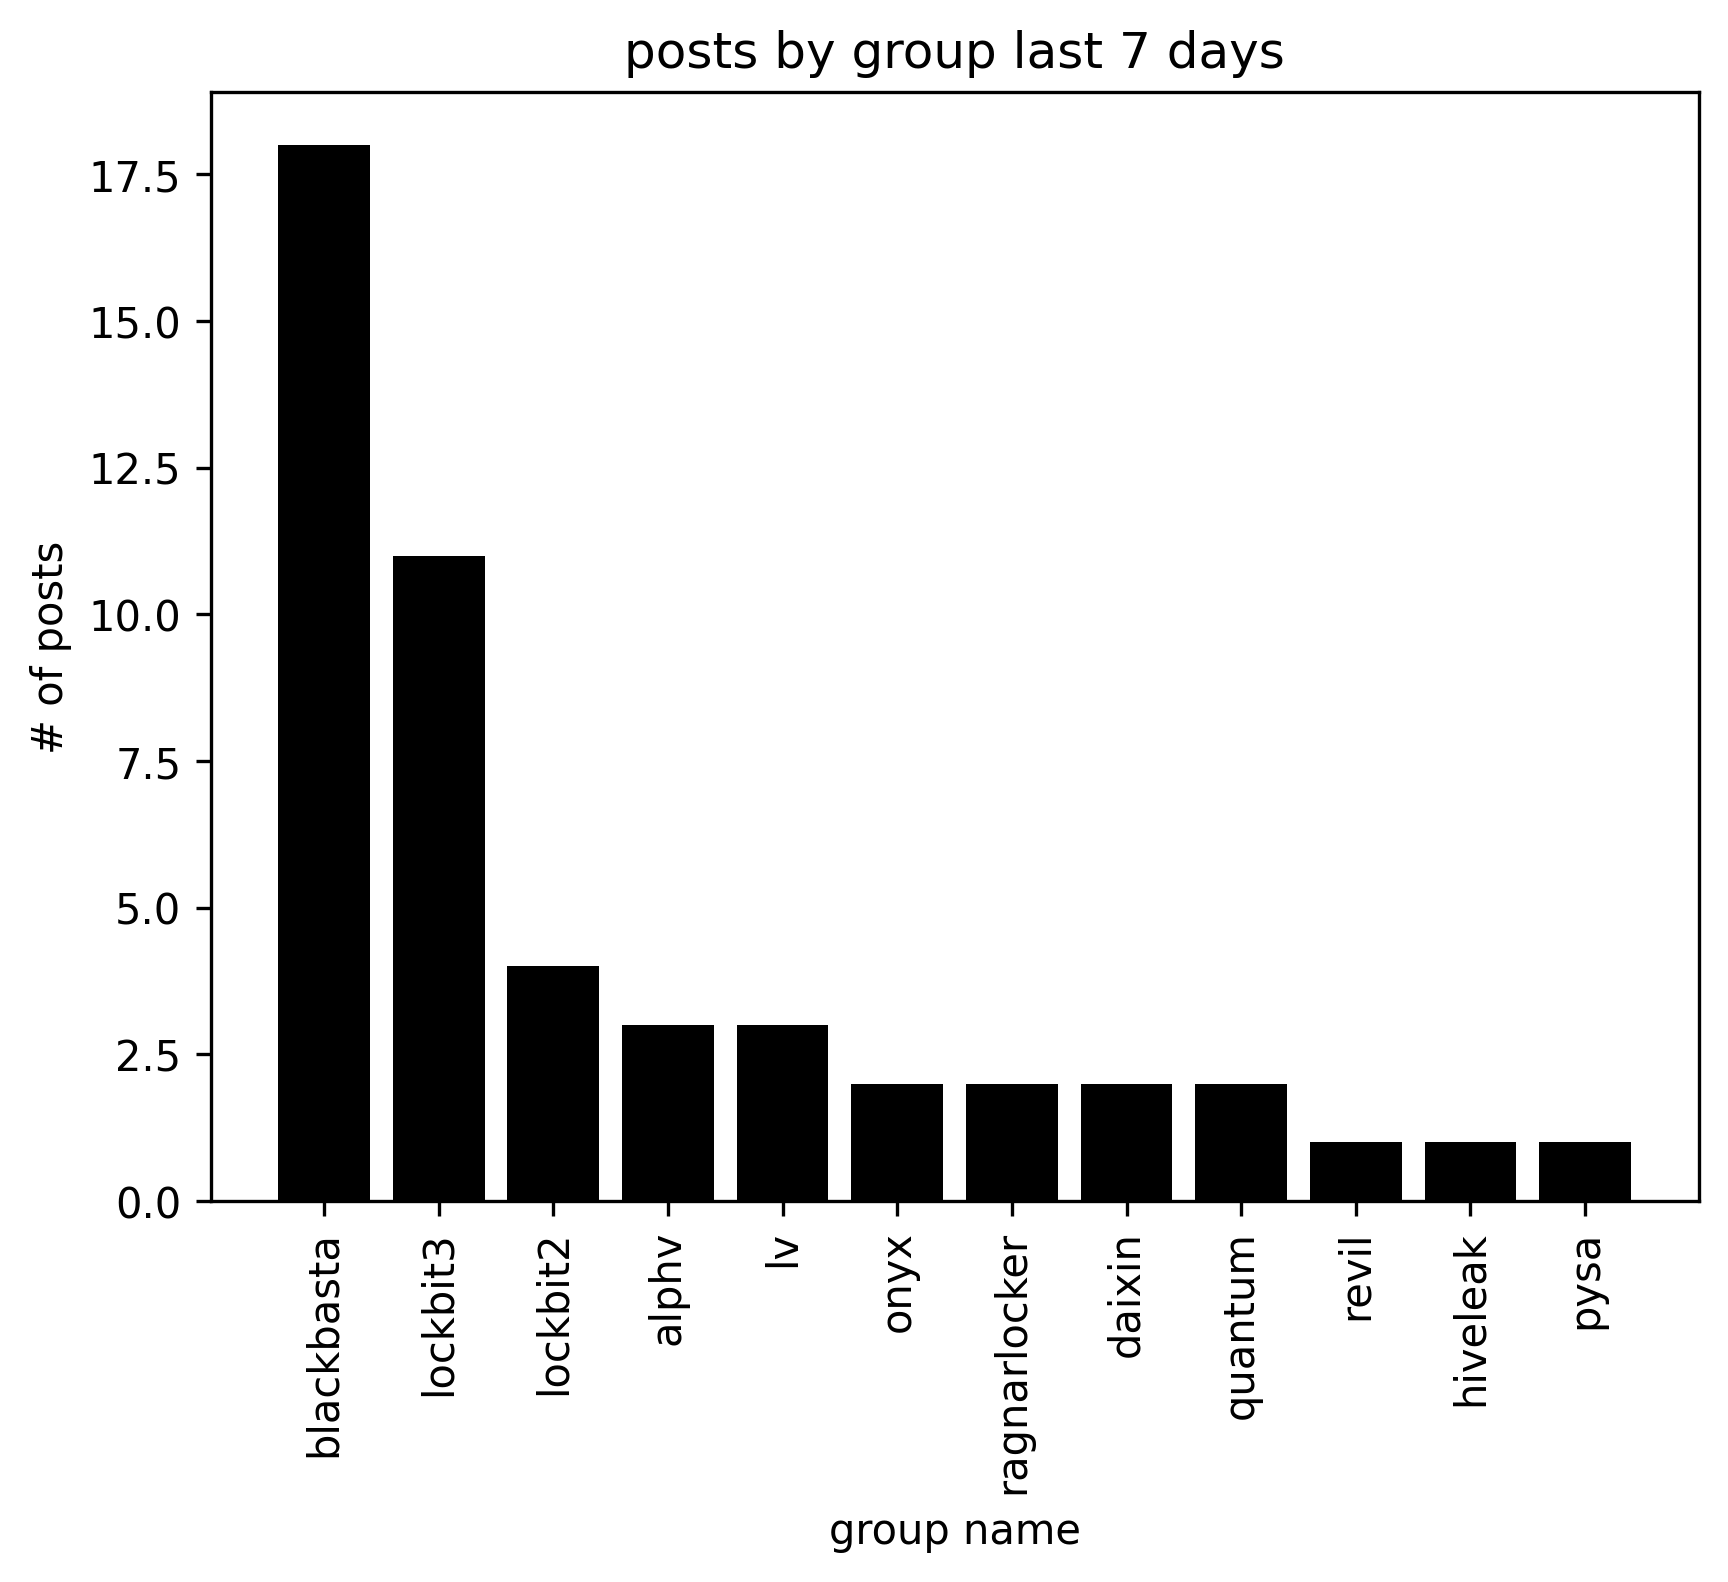 posts by group last 7 days
17.5
15.0
12.5
10.0
7.5
5.0
2.5
0.0
# of posts
blackbasta
lockbit3
lockbit2
alphv
lv
onyx
ragnarlocker
daixin
quantum
revil
hiveleak
pysa
group name